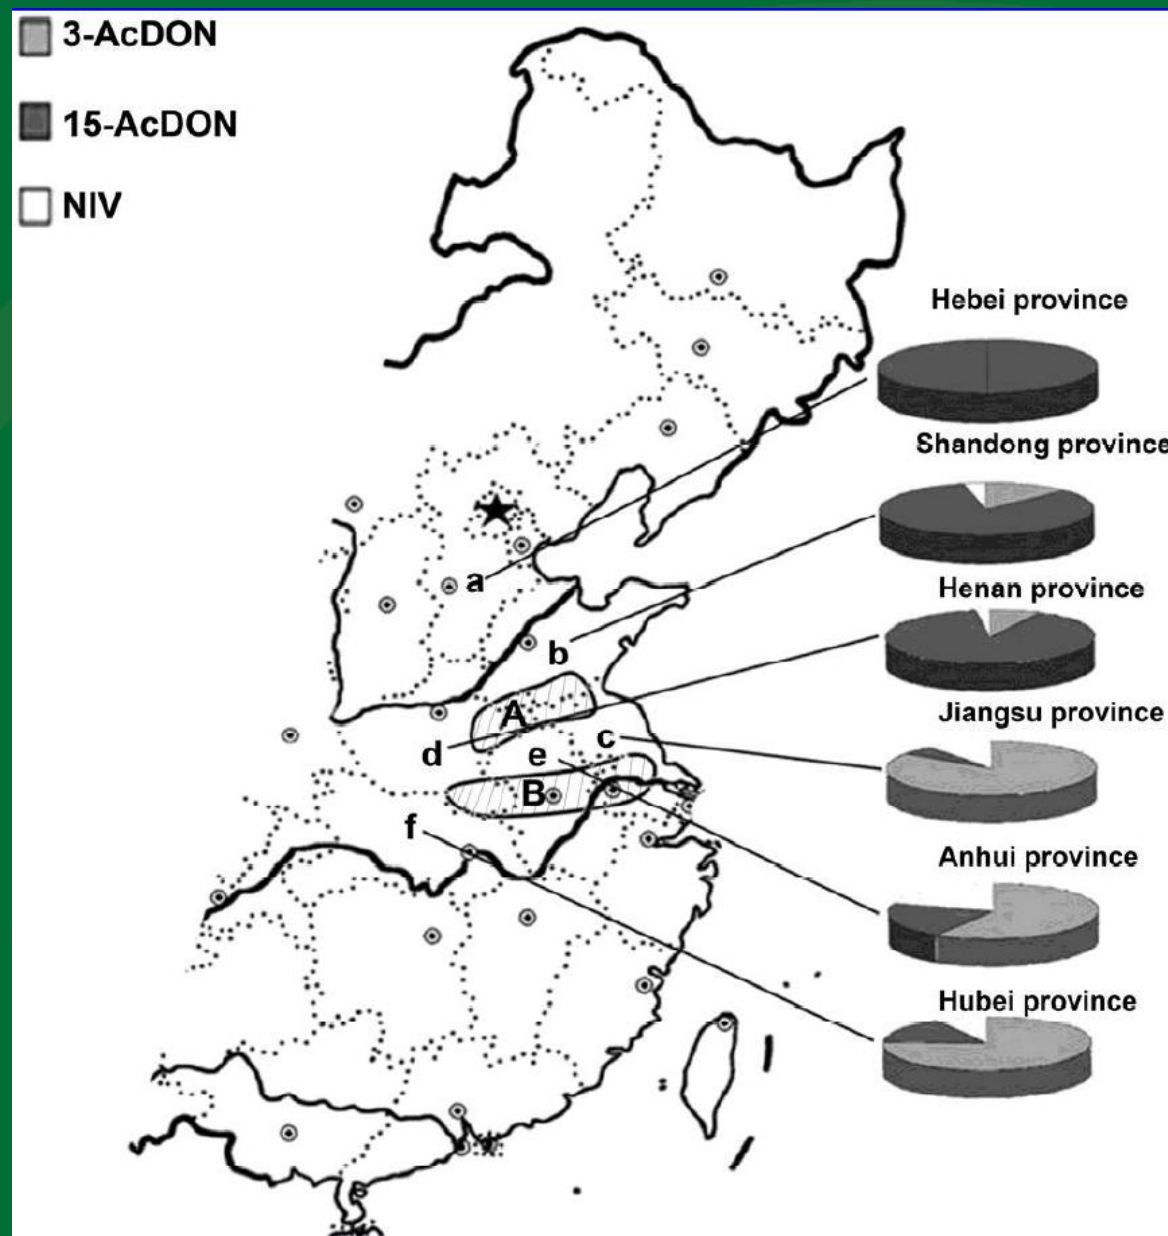 3-AcDON
15-AcDON
NIV
Hebei province
Shandong province
Henan province
Jiangsu province
Anhui province
Hubei province
a
b
A
c
d
e
B
f